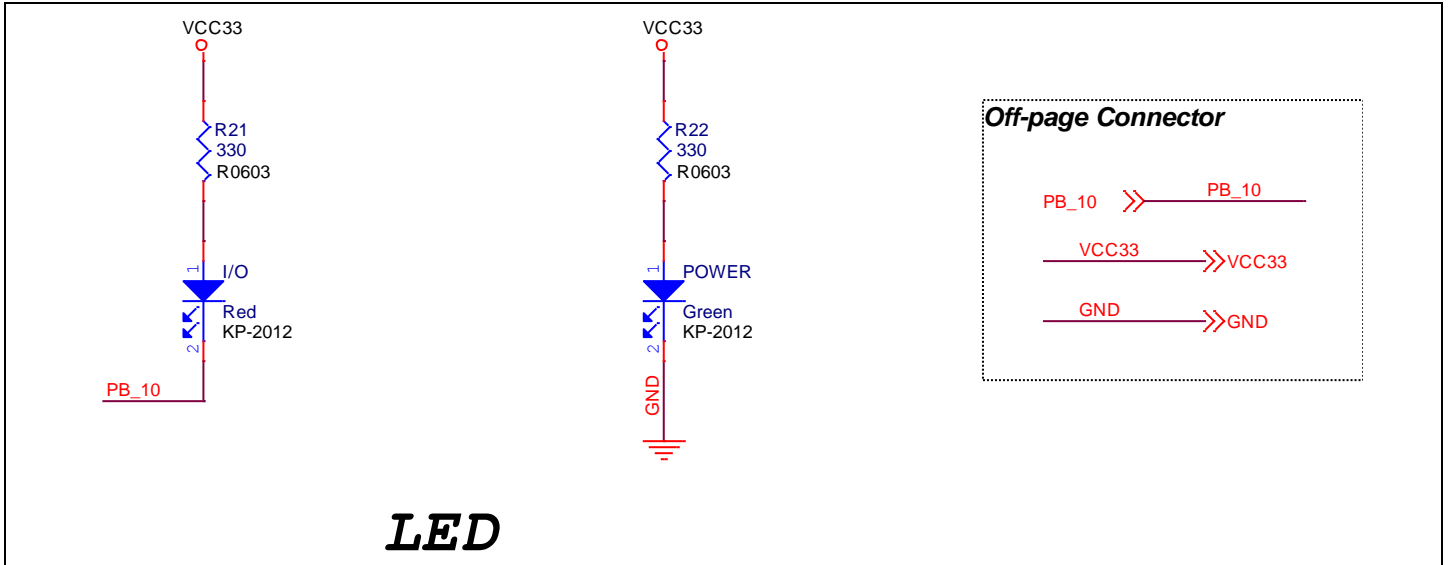 VCC33
R21
330
R0603
1
I/O
Red
KP-2012
2
PB_10
VCC33
R22
330
R0603
1
POWER
Green
KP-2012
2
GND
Off-page Connector
PB_10 PB_10
VCC33 VCC33
GND GND
LED